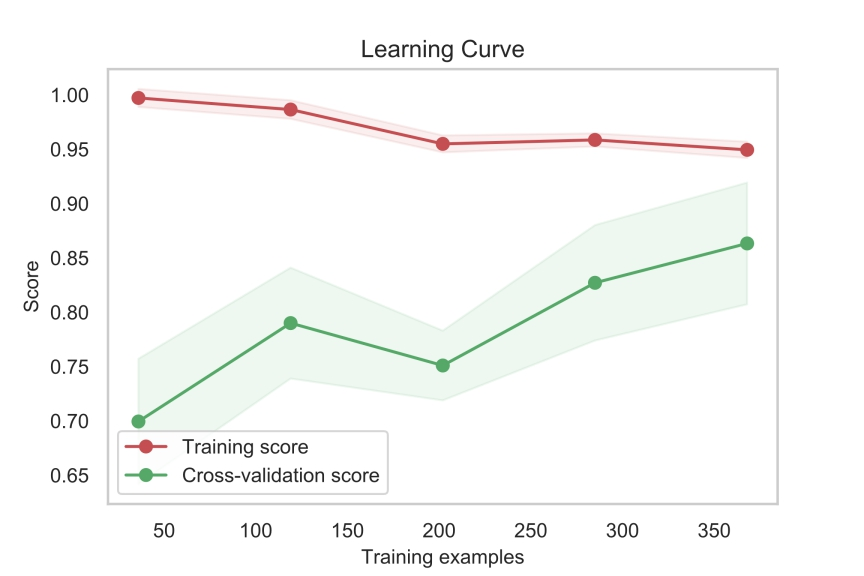 Learning Curve
1.00
0.95
0.90
0.85
0.80
0.75
0.70
0.65
Score
Training score
Cross-validation score
50 100 150 200 250 300 350
Training examples